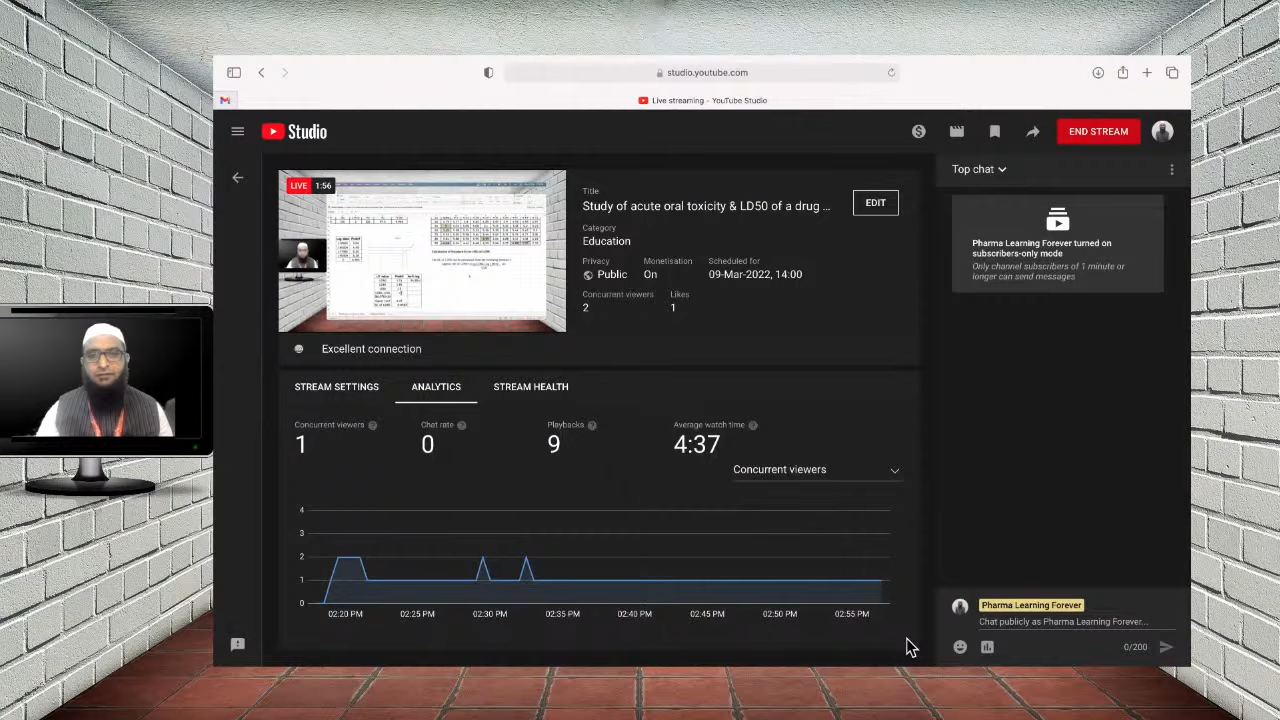 studio.youtube.com
Live streaming - YouTube Studio
Studio
END STREAM
LIVE 1:56
Title
Study of acute oral toxicity & LD50 of a drug ...
EDIT
Category
Education
Privacy Monetisation Scheduled for
Public On 09-Mar-2022, 14:00
Concurrent viewers Likes
2 1
Excellent connection
STREAM SETTINGS ANALYTICS STREAM HEALTH
Concurrent viewers Chat rate Playbacks Average watch time
1 0 9 4:37
Concurrent viewers
4
3
2
1
0
02:20 PM 02:25 PM 02:30 PM 02:35 PM 02:40 PM 02:45 PM 02:50 PM 02:55 PM
Top chat
Pharma Learning Forever turned on
subscribers-only mode
Only channel subscribers of 1 minute or
longer can send messages
Pharma Learning Forever
Chat publicly as Pharma Learning Forever...
0/200